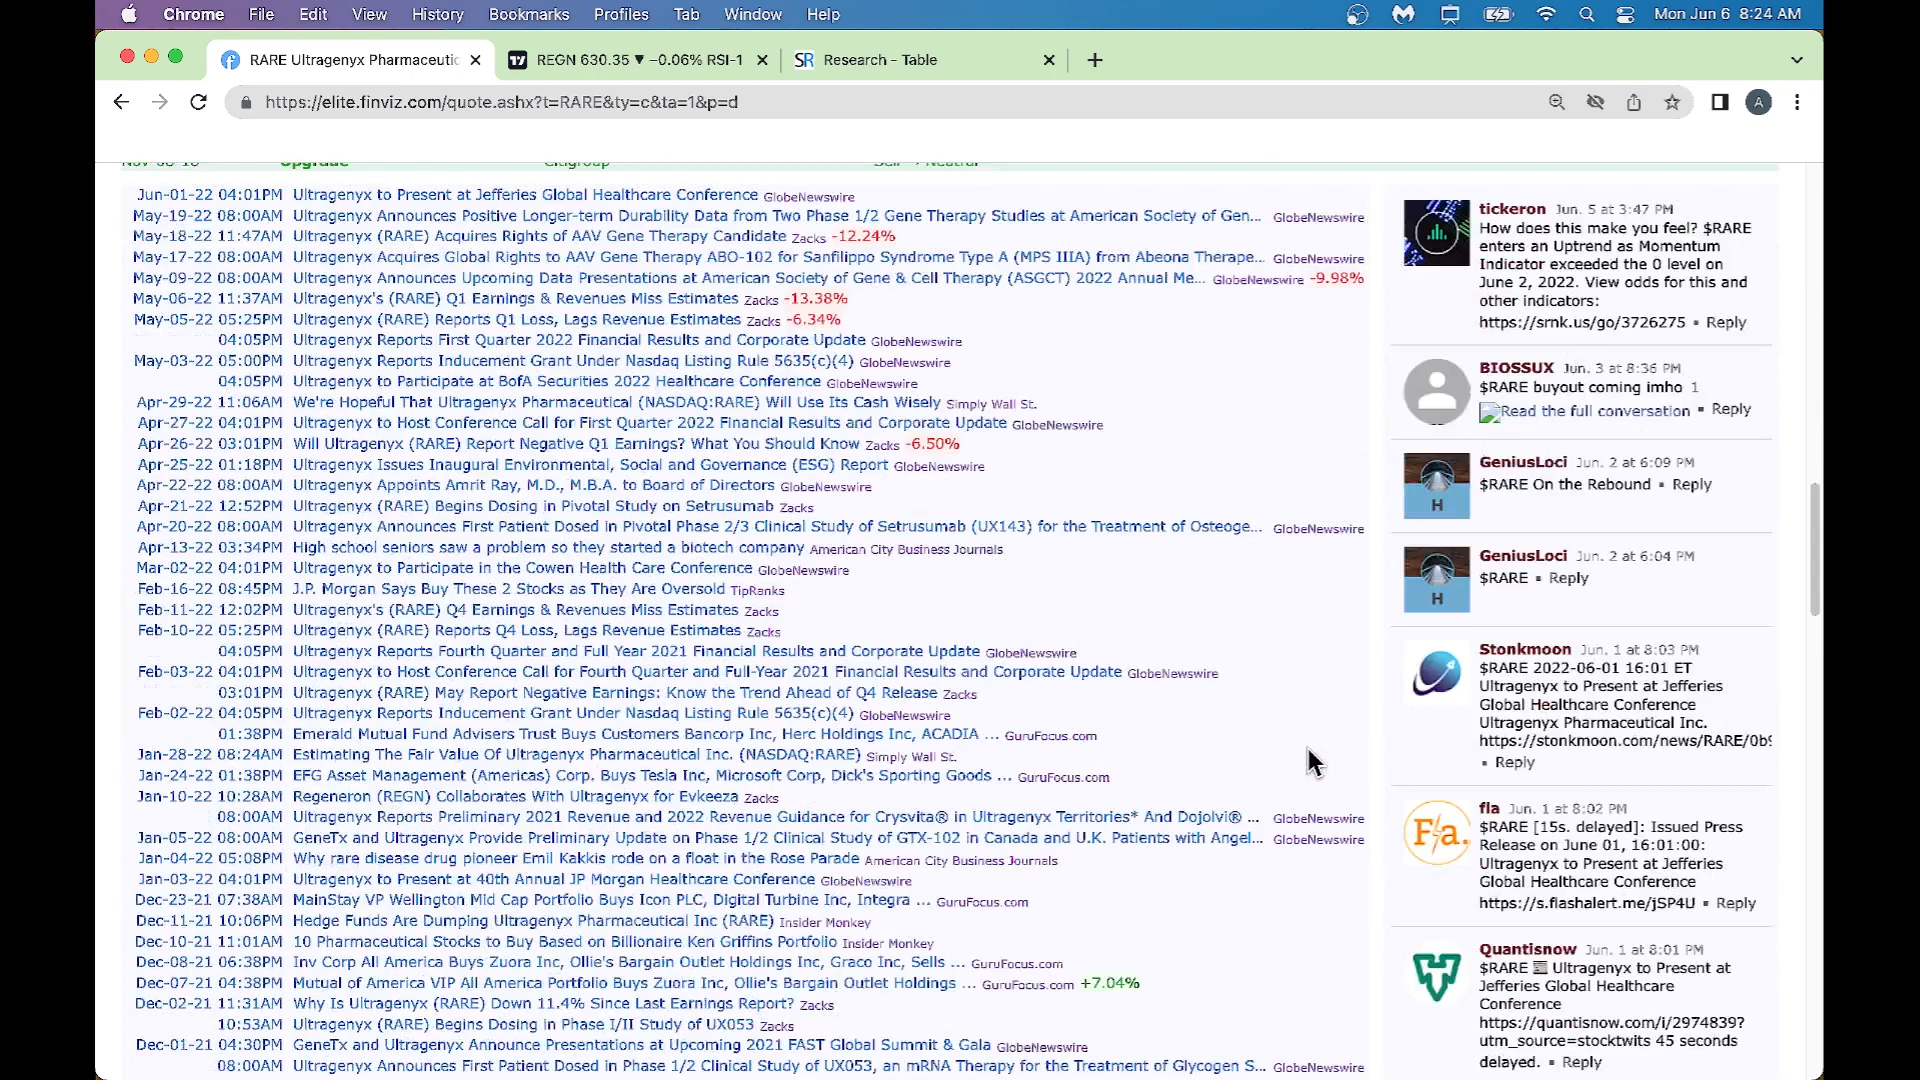 Chrome File Edit View History Bookmarks Profiles Tab Window Help Mon Jun 6 8:24 AM
RARE Ultragenyx Pharmaceutic REGN 630.35 ▼ −0.06% RSI-1 SR Research - Table
https://elite.finviz.com/quote.ashx?t=RARE&ty=c&ta=1&p=d A
Upgrade Citigroup Sell → Neutral
Jun-01-22 04:01PM Ultragenyx to Present at Jefferies Global Healthcare Conference GlobeNewswire
May-19-22 08:00AM Ultragenyx Announces Positive Longer-term Durability Data from Two Phase 1/2 Gene Therapy Studies at American Society of Gen... GlobeNewswire
May-18-22 11:47AM Ultragenyx (RARE) Acquires Rights of AAV Gene Therapy Candidate Zacks -12.24%
May-17-22 08:00AM Ultragenyx Acquires Global Rights to AAV Gene Therapy ABO-102 for Sanfilippo Syndrome Type A (MPS IIIA) from Abeona Therape... GlobeNewswire
May-09-22 08:00AM Ultragenyx Announces Upcoming Data Presentations at American Society of Gene & Cell Therapy (ASGCT) 2022 Annual Me... GlobeNewswire -9.98%
May-06-22 11:37AM Ultragenyx's (RARE) Q1 Earnings & Revenues Miss Estimates Zacks -13.38%
May-05-22 05:25PM Ultragenyx (RARE) Reports Q1 Loss, Lags Revenue Estimates Zacks -6.34%
04:05PM Ultragenyx Reports First Quarter 2022 Financial Results and Corporate Update GlobeNewswire
May-03-22 05:00PM Ultragenyx Reports Inducement Grant Under Nasdaq Listing Rule 5635(c)(4) GlobeNewswire
04:05PM Ultragenyx to Participate at BofA Securities 2022 Healthcare Conference GlobeNewswire
Apr-29-22 11:06AM We're Hopeful That Ultragenyx Pharmaceutical (NASDAQ:RARE) Will Use Its Cash Wisely Simply Wall St.
Apr-27-22 04:01PM Ultragenyx to Host Conference Call for First Quarter 2022 Financial Results and Corporate Update GlobeNewswire
Apr-26-22 03:01PM Will Ultragenyx (RARE) Report Negative Q1 Earnings? What You Should Know Zacks -6.50%
Apr-25-22 01:18PM Ultragenyx Issues Inaugural Environmental, Social and Governance (ESG) Report GlobeNewswire
Apr-22-22 08:00AM Ultragenyx Appoints Amrit Ray, M.D., M.B.A. to Board of Directors GlobeNewswire
Apr-21-22 12:52PM Ultragenyx (RARE) Begins Dosing in Pivotal Study on Setrusumab Zacks
Apr-20-22 08:00AM Ultragenyx Announces First Patient Dosed in Pivotal Phase 2/3 Clinical Study of Setrusumab (UX143) for the Treatment of Osteoge... GlobeNewswire
Apr-13-22 03:34PM High school seniors saw a problem so they started a biotech company American City Business Journals
Mar-02-22 04:01PM Ultragenyx to Participate in the Cowen Health Care Conference GlobeNewswire
Feb-16-22 08:45PM J.P. Morgan Says Buy These 2 Stocks as They Are Oversold TipRanks
Feb-11-22 12:02PM Ultragenyx's (RARE) Q4 Earnings & Revenues Miss Estimates Zacks
Feb-10-22 05:25PM Ultragenyx (RARE) Reports Q4 Loss, Lags Revenue Estimates Zacks
04:05PM Ultragenyx Reports Fourth Quarter and Full Year 2021 Financial Results and Corporate Update GlobeNewswire
Feb-03-22 04:01PM Ultragenyx to Host Conference Call for Fourth Quarter and Full-Year 2021 Financial Results and Corporate Update GlobeNewswire
03:01PM Ultragenyx (RARE) May Report Negative Earnings: Know the Trend Ahead of Q4 Release Zacks
Feb-02-22 04:05PM Ultragenyx Reports Inducement Grant Under Nasdaq Listing Rule 5635(c)(4) GlobeNewswire
01:38PM Emerald Mutual Fund Advisers Trust Buys Customers Bancorp Inc, Herc Holdings Inc, ACADIA ... GuruFocus.com
Jan-28-22 08:24AM Estimating The Fair Value Of Ultragenyx Pharmaceutical Inc. (NASDAQ:RARE) Simply Wall St.
Jan-24-22 01:38PM EFG Asset Management (Americas) Corp. Buys Tesla Inc, Microsoft Corp, Dick's Sporting Goods ... GuruFocus.com
Jan-10-22 10:28AM Regeneron (REGN) Collaborates With Ultragenyx for Evkeeza Zacks
08:00AM Ultragenyx Reports Preliminary 2021 Revenue and 2022 Revenue Guidance for Crysvita® in Ultragenyx Territories* And Dojolvi® ... GlobeNewswire
Jan-05-22 08:00AM GeneTx and Ultragenyx Provide Preliminary Update on Phase 1/2 Clinical Study of GTX-102 in Canada and U.K. Patients with Angel... GlobeNewswire
Jan-04-22 05:08PM Why rare disease drug pioneer Emil Kakkis rode on a float in the Rose Parade American City Business Journals
Jan-03-22 04:01PM Ultragenyx to Present at 40th Annual JP Morgan Healthcare Conference GlobeNewswire
Dec-23-21 07:38AM MainStay VP Wellington Mid Cap Portfolio Buys Icon PLC, Digital Turbine Inc, Integra ... GuruFocus.com
Dec-11-21 10:06PM Hedge Funds Are Dumping Ultragenyx Pharmaceutical Inc (RARE) Insider Monkey
Dec-10-21 11:01AM 10 Pharmaceutical Stocks to Buy Based on Billionaire Ken Griffins Portfolio Insider Monkey
Dec-08-21 06:38PM Inv Corp All America Buys Zuora Inc, Ollie's Bargain Outlet Holdings Inc, Graco Inc, Sells ... GuruFocus.com
Dec-07-21 04:38PM Mutual of America VIP All America Portfolio Buys Zuora Inc, Ollie's Bargain Outlet Holdings ... GuruFocus.com +7.04%
Dec-02-21 11:31AM Why Is Ultragenyx (RARE) Down 11.4% Since Last Earnings Report? Zacks
10:53AM Ultragenyx (RARE) Begins Dosing in Phase I/II Study of UX053 Zacks
Dec-01-21 04:30PM GeneTx and Ultragenyx Announce Presentations at Upcoming 2021 FAST Global Summit & Gala GlobeNewswire
08:00AM Ultragenyx Announces First Patient Dosed in Phase 1/2 Clinical Study of UX053, an mRNA Therapy for the Treatment of Glycogen S... GlobeNewswire
tickeron Jun. 5 at 3:47 PM
How does this make you feel? $RARE
enters an Uptrend as Momentum
Indicator exceeded the 0 level on
June 2, 2022. View odds for this and
other indicators:
https://srnk.us/go/3726275 ▪ Reply
BIOSSUX Jun. 3 at 8:36 PM
$RARE buyout coming imho 1
Read the full conversation ▪ Reply
GeniusLoci Jun. 2 at 6:09 PM
$RARE On the Rebound ▪ Reply
H
GeniusLoci Jun. 2 at 6:04 PM
$RARE ▪ Reply
H
Stonkmoon Jun. 1 at 8:03 PM
$RARE 2022-06-01 16:01 ET
Ultragenyx to Present at Jefferies
Global Healthcare Conference
Ultragenyx Pharmaceutical Inc.
https://stonkmoon.com/news/RARE/0b9
▪ Reply
fla Jun. 1 at 8:02 PM
Fa.
$RARE [15s. delayed]: Issued Press
Release on June 01, 16:01:00:
Ultragenyx to Present at Jefferies
Global Healthcare Conference
https://s.flashalert.me/jSP4U ▪ Reply
Quantisnow Jun. 1 at 8:01 PM
$RARE 📰 Ultragenyx to Present at
Jefferies Global Healthcare
Conference
https://quantisnow.com/i/2974839?
utm_source=stocktwits 45 seconds
delayed. ▪ Reply